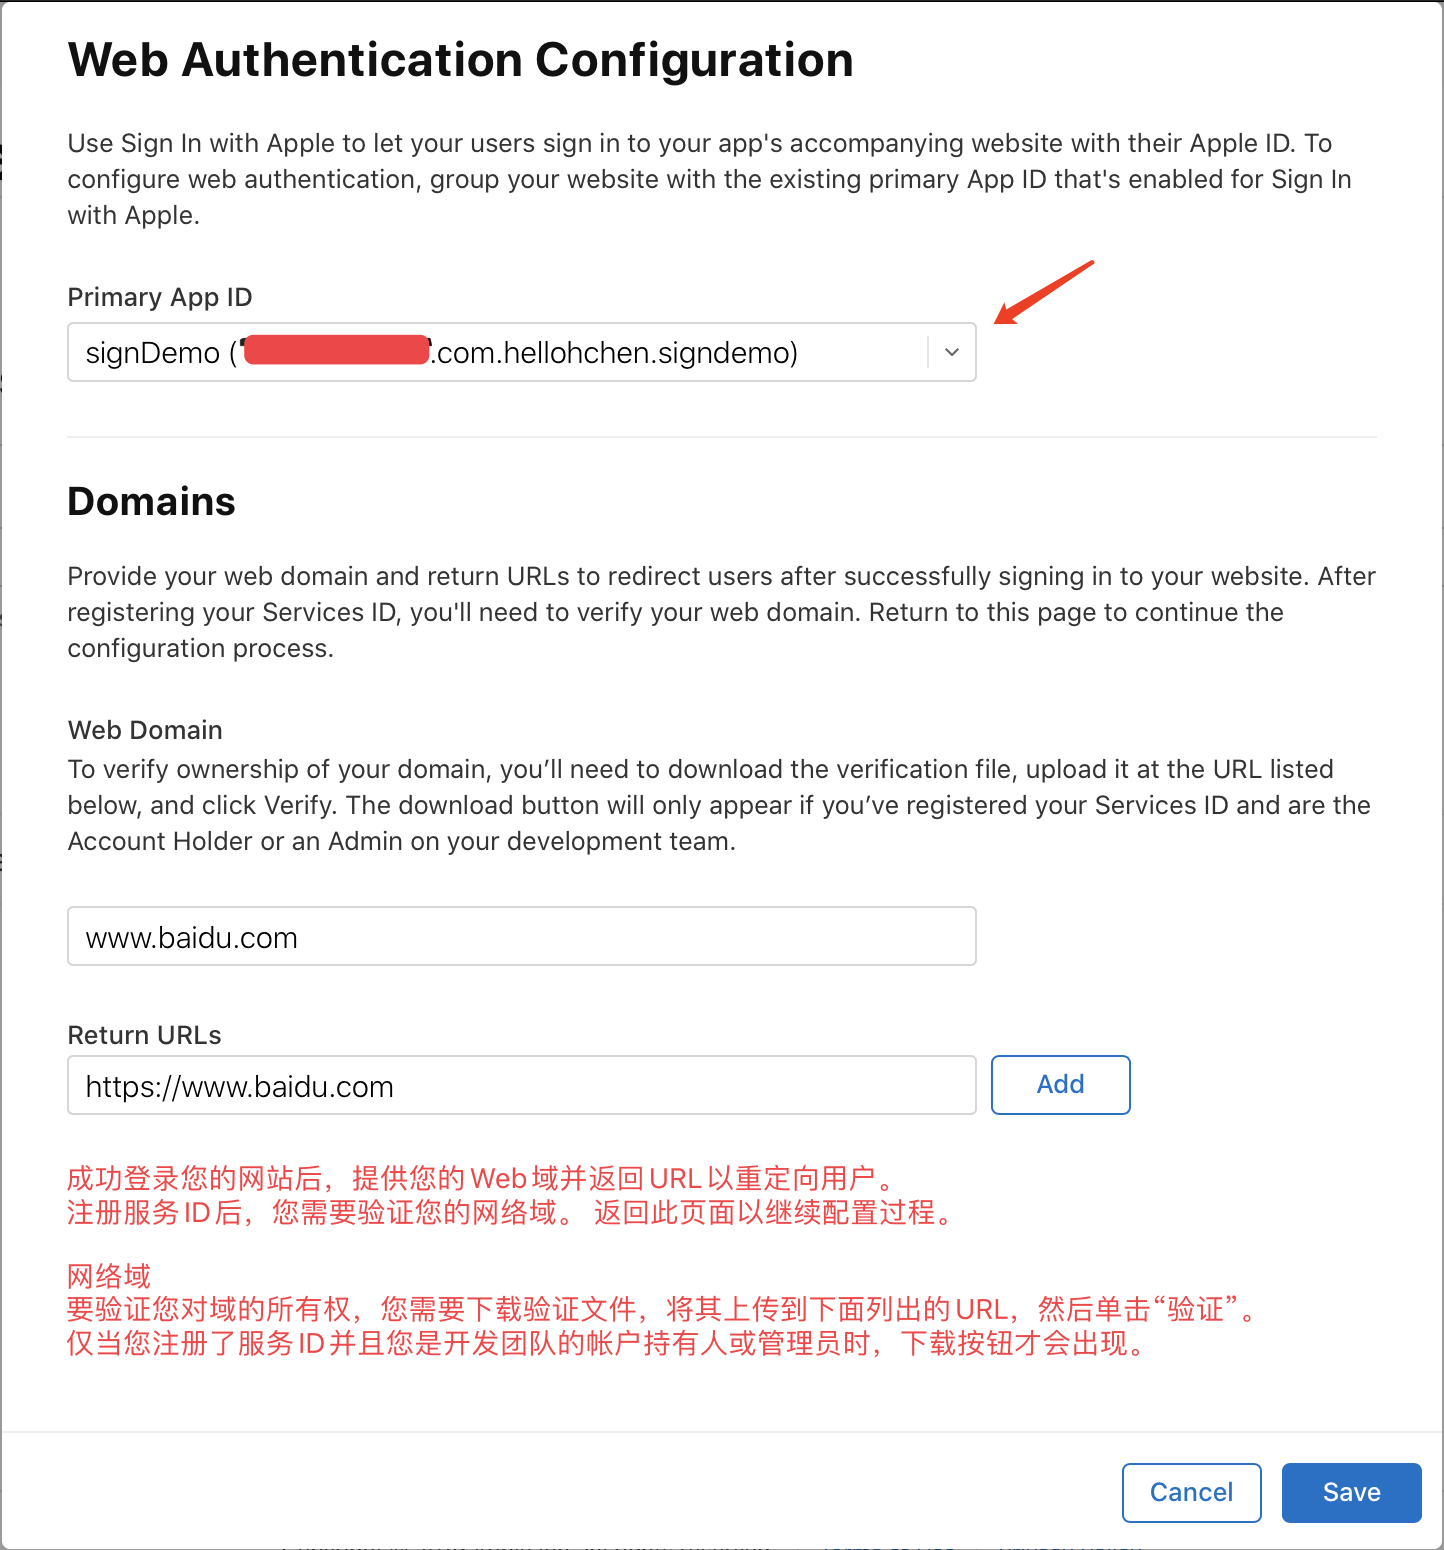 Web Authentication Configuration
Use Sign In with Apple to let your users sign in to your app's accompanying website with their Apple ID. To
configure web authentication, group your website with the existing primary App ID that's enabled for Sign In
with Apple.
Primary App ID
signDemo ( .com.hellohchen.signdemo)
Domains
Provide your web domain and return URLs to redirect users after successfully signing in to your website. After
registering your Services ID, you'll need to verify your web domain. Return to this page to continue the
configuration process.
Web Domain
To verify ownership of your domain, you’ll need to download the verification file, upload it at the URL listed
below, and click Verify. The download button will only appear if you’ve registered your Services ID and are the
Account Holder or an Admin on your development team.
www.baidu.com
Return URLs
https://www.baidu.com
Add
成功登录您的网站后，提供您的Web域并返回URL以重定向用户。
注册服务ID后，您需要验证您的网络域。 返回此页面以继续配置过程。
网络域
要验证您对域的所有权，您需要下载验证文件，将其上传到下面列出的URL，然后单击“验证”。
仅当您注册了服务ID并且您是开发团队的帐户持有人或管理员时，下载按钮才会出现。
Cancel
Save